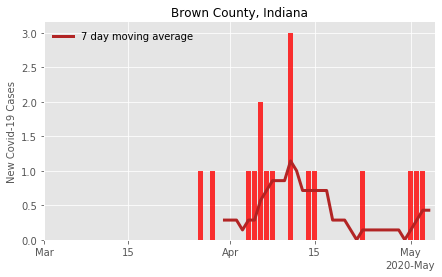 Brown County, Indiana
7 day moving average
New Covid-19 Cases
3.0
2.5
2.0
1.5
1.0
0.5
0.0
Mar 15 Apr 15 May
2020-May